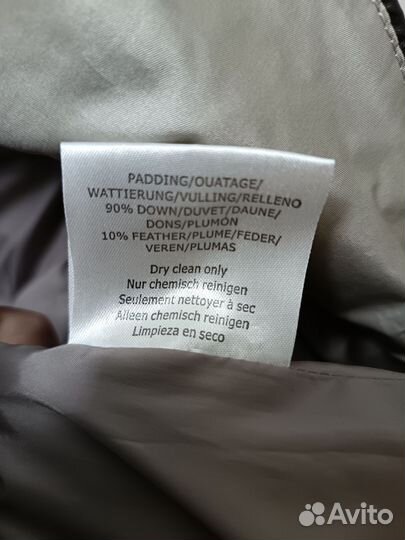 PADDING/OUATAGE/
WATTIERUNG/VULLING/RELLENO
90% DOWN/DUVET/DAUNE/
DONS/PLUMÓN
10% FEATHER/PLUME/FEDER/
VEREN/PLUMAS
Dry clean only
Nur chemisch reinigen
Seulement nettoyer à sec
Alleen chemisch reinigen
Limpieza en seco
Avito